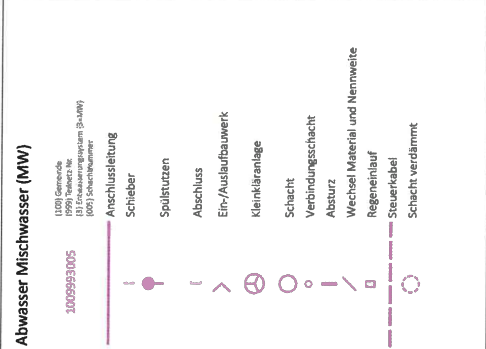 Abwasser Mischwasser (MW)
1009993005
(100) Gemeinde
(999) Teilnetz Nr.
(3) Entwässerungssystem (3=MW)
(005) Schachtnummer
Anschlussleitung
Schieber
Spülstutzen
Abschluss
Ein-/Auslaufbauwerk
Kleinkläranlage
Schacht
Verbindungsschacht
Absturz
Wechsel Material und Nennweite
Regeneinlauf
Steuerkabel
Schacht verdämmt